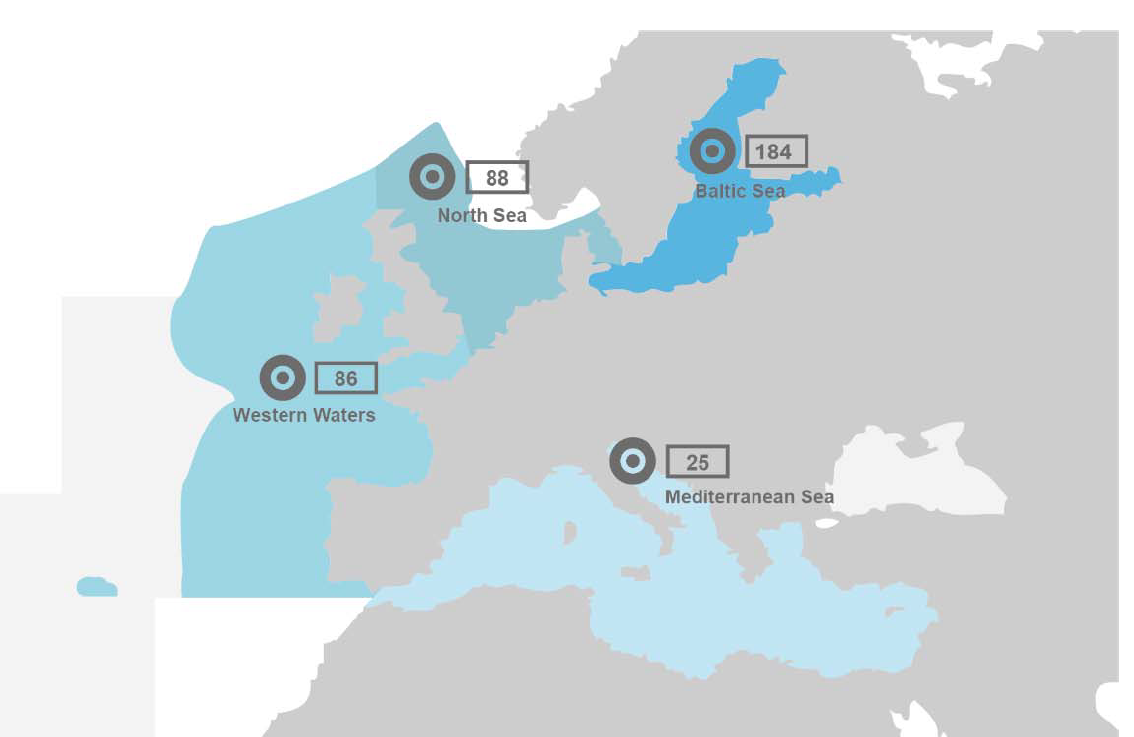 184
Baltic Sea
88
North Sea
86
Western Waters
25
Mediterranean Sea